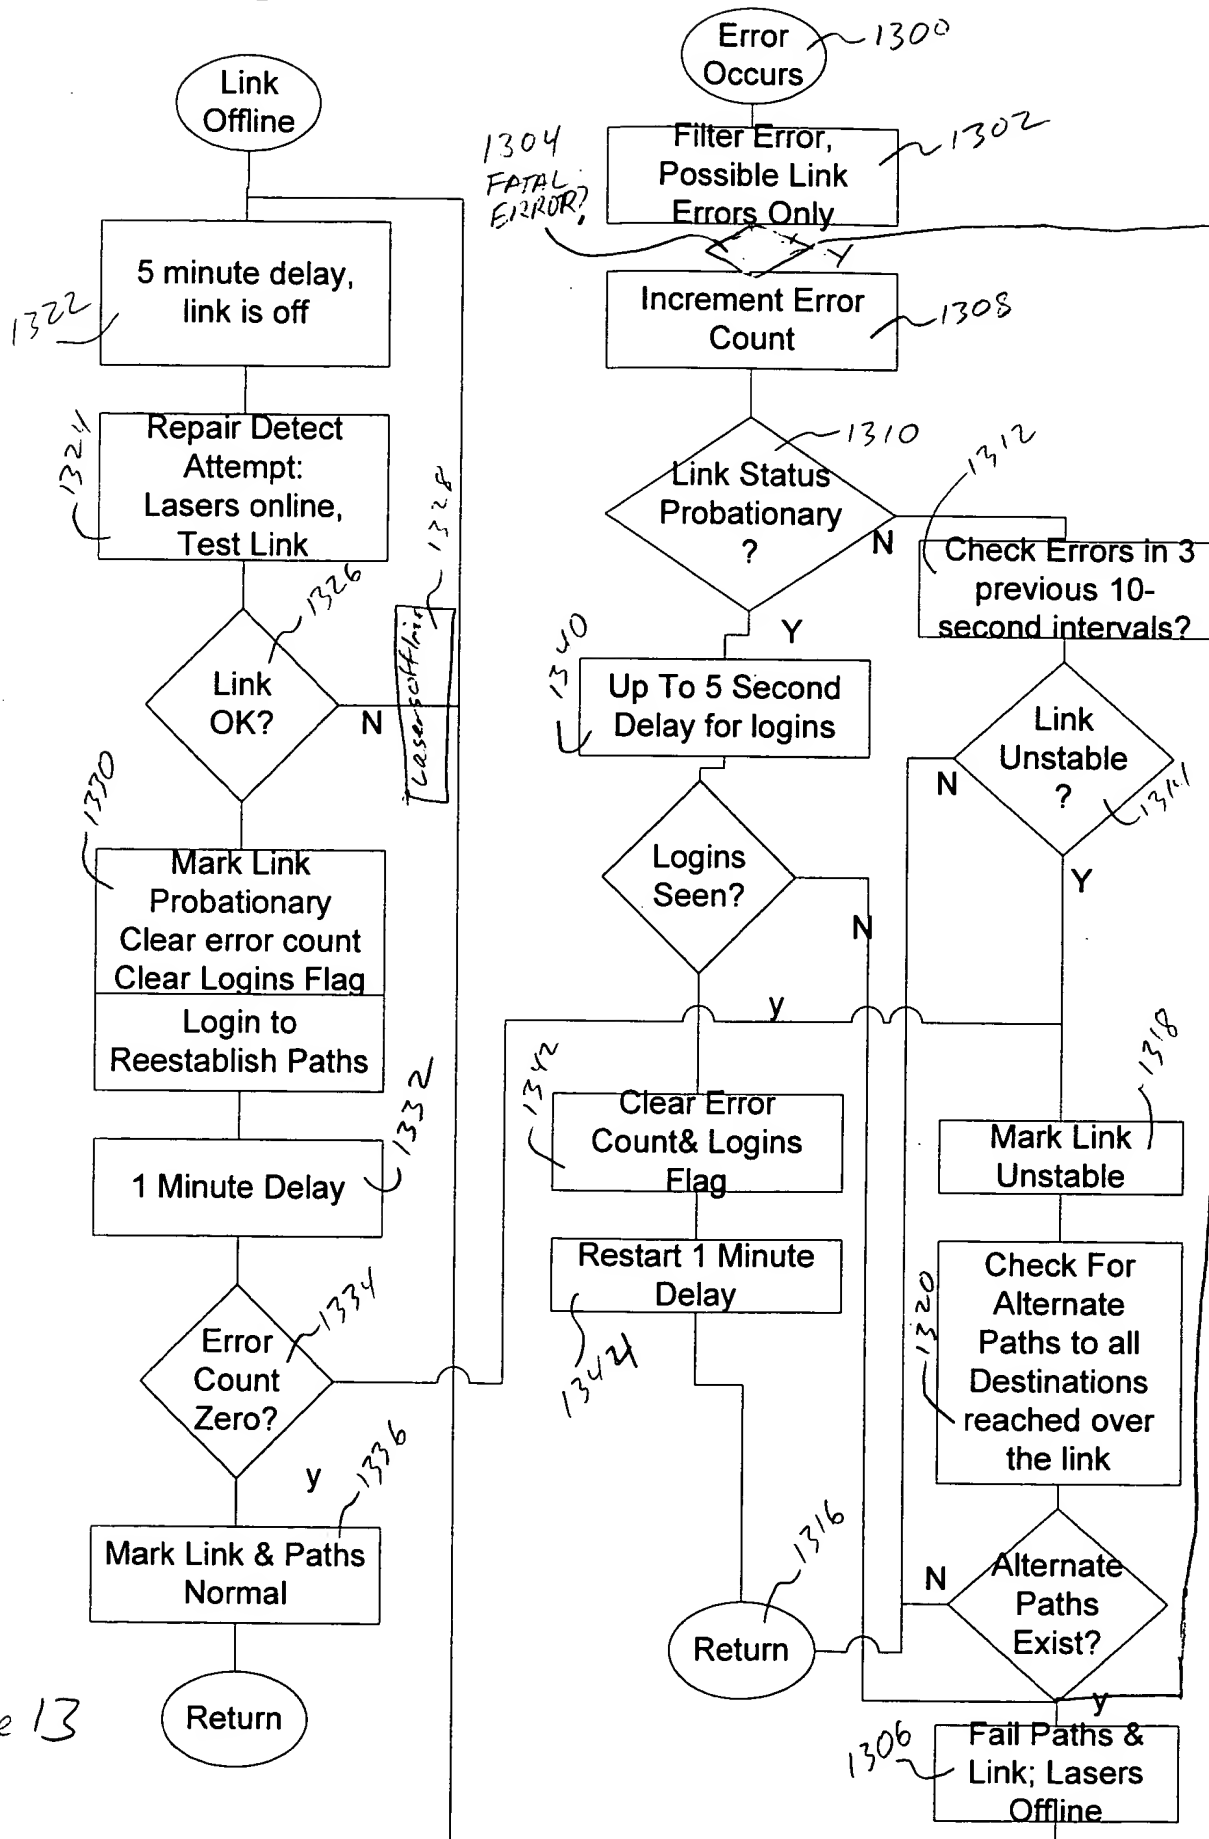 Link
Offline
5 minute delay,
link is off
1322
Repair Detect
Attempt:
Lasers online,
Test Link
1324
1326
Link
OK?
N
1328
Lasers offline
1330
Mark Link
Probationary
Clear error count
Clear Logins Flag
Login to
Reestablish Paths
1332
1 Minute Delay
1334
Error
Count
Zero?
y
1336
Mark Link & Paths
Normal
Return
e 13
Error
Occurs
1300
Filter Error,
Possible Link
Errors Only
1302
1304
FATAL
ERROR?
Y
Increment Error
Count
1308
1310
Link Status
Probationary
?
N
Y
1312
Check Errors in 3
previous 10-
second intervals?
Link
Unstable
?
1314
N
Y
1340
Up To 5 Second
Delay for logins
Logins
Seen?
N
y
1342
Clear Error
Count& Logins
Flag
Restart 1 Minute
Delay
1318
Mark Link
Unstable
1320
Check For
Alternate
Paths to all
Destinations
reached over
the link
Alternate
Paths
Exist?
N
y
1316
Return
1306
Fail Paths &
Link; Lasers
Offline